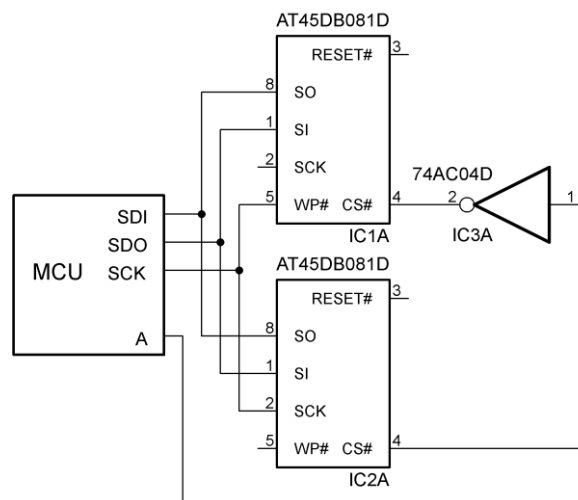 AT45DB081D
RESET# 3
8 SO
1 SI
2 SCK
5 WP# CS# 4
IC1A
74AC04D
2 1
IC3A
MCU
SDI
SDO
SCK
A
AT45DB081D
RESET# 3
8 SO
1 SI
2 SCK
5 WP# CS# 4
IC2A